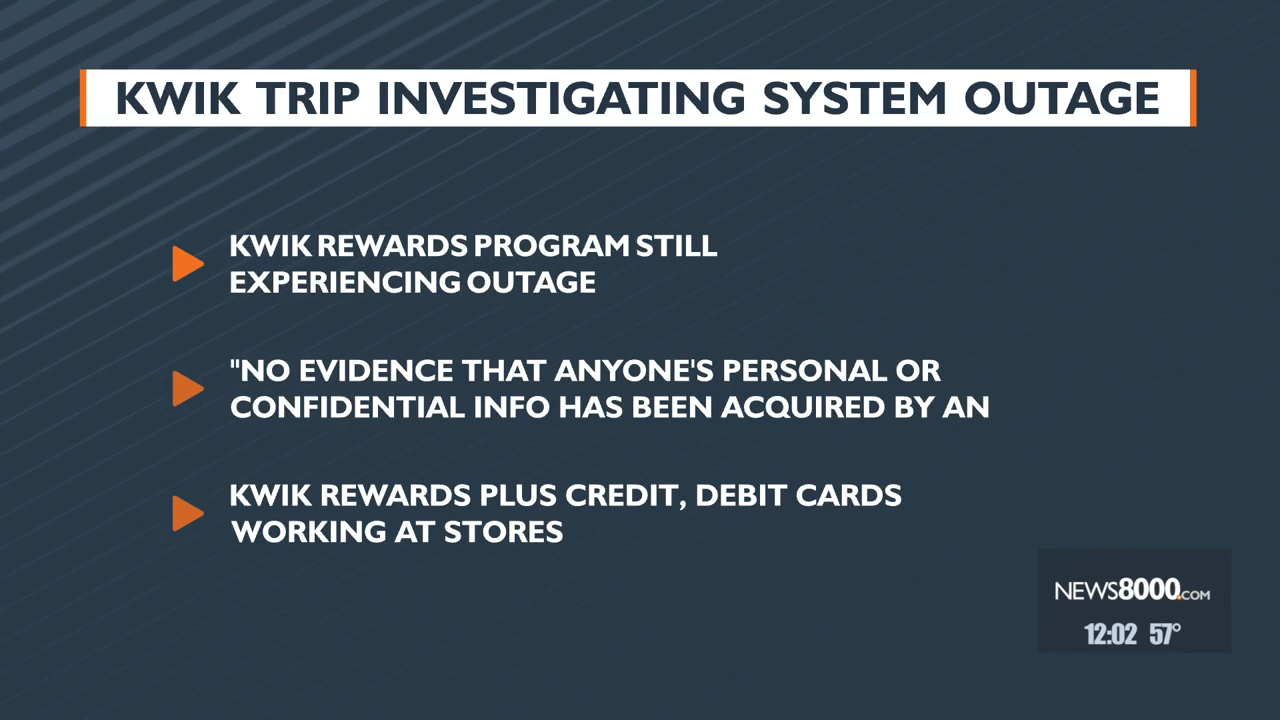 KWIK TRIP INVESTIGATING SYSTEM OUTAGE
KWIK REWARDS PROGRAM STILL
EXPERIENCING OUTAGE
"NO EVIDENCE THAT ANYONE'S PERSONAL OR
CONFIDENTIAL INFO HAS BEEN ACQUIRED BY AN
KWIK REWARDS PLUS CREDIT, DEBIT CARDS
WORKING AT STORES
NEWS8000.COM
12:02 57°